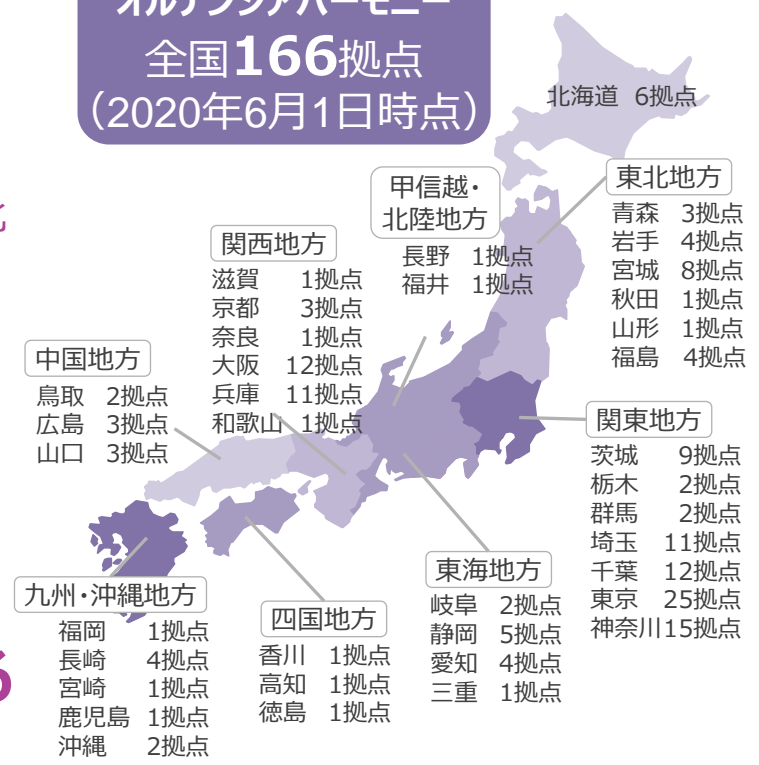 全国166拠点
（2020年6月1日時点）
北海道 6拠点
東北地方
青森 3拠点
岩手 4拠点
宮城 8拠点
秋田 1拠点
山形 1拠点
福島 4拠点
甲信越・
北陸地方
長野 1拠点
福井 1拠点
関西地方
滋賀 1拠点
京都 3拠点
奈良 1拠点
大阪 12拠点
兵庫 11拠点
和歌山 1拠点
中国地方
鳥取 2拠点
広島 3拠点
山口 3拠点
関東地方
茨城 9拠点
栃木 2拠点
群馬 2拠点
埼玉 11拠点
千葉 12拠点
東京 25拠点
神奈川15拠点
東海地方
岐阜 2拠点
静岡 5拠点
愛知 4拠点
三重 1拠点
四国地方
香川 1拠点
高知 1拠点
徳島 1拠点
九州・沖縄地方
福岡 1拠点
長崎 4拠点
宮崎 1拠点
鹿児島 1拠点
沖縄 2拠点